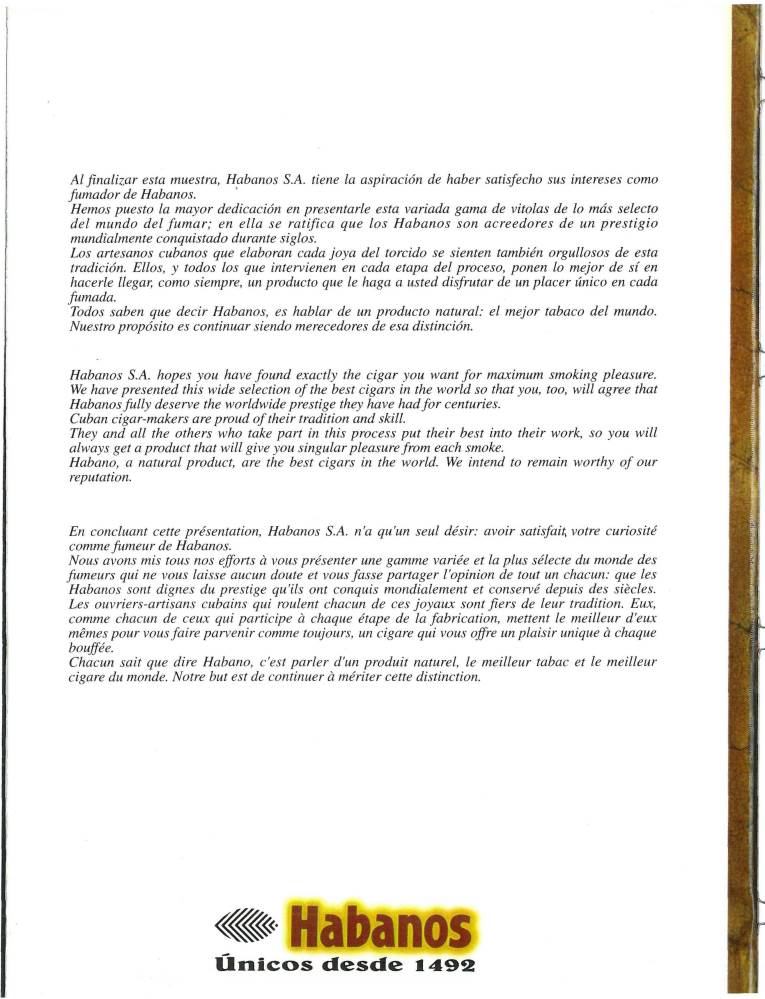 Al finalizar esta muestra, Habanos S.A. tiene la aspiración de haber satisfecho sus intereses como
fumador de Habanos.
Hemos puesto la mayor dedicación en presentarle esta variada gama de vitolas de lo más selecto
del mundo del fumar; en ella se ratifica que los Habanos son acreedores de un prestigio
mundialmente conquistado durante siglos.
Los artesanos cubanos que elaboran cada joya del torcido se sienten también orgullosos de esta
tradición. Ellos, y todos los que intervienen en cada etapa del proceso, ponen lo mejor de sí en
hacerle llegar, como siempre, un producto que le haga a usted disfrutar de un placer único en cada
fumada.
Todos saben que decir Habanos, es hablar de un producto natural: el mejor tabaco del mundo.
Nuestro propósito es continuar siendo merecedores de esa distinción.
Habanos S.A. hopes you have found exactly the cigar you want for maximum smoking pleasure.
We have presented this wide selection of the best cigars in the world so that you, too, will agree that
Habanos fully deserve the worldwide prestige they have had for centuries.
Cuban cigar-makers are proud of their tradition and skill.
They and all the others who take part in this process put their best into their work, so you will
always get a product that will give you singular pleasure from each smoke.
Habano, a natural product, are the best cigars in the world. We intend to remain worthy of our
reputation.
En concluant cette présentation, Habanos S.A. n'a qu'un seul désir: avoir satisfait, votre curiosité
comme fumeur de Habanos.
Nous avons mis tous nos efforts à vous présenter une gamme variée et la plus sélecte du monde des
fumeurs qui ne vous laisse aucun doute et vous fasse partager l'opinion de tout un chacun: que les
Habanos sont dignes du prestige qu'ils ont conquis mondialement et conservé depuis des siècles.
Les ouvriers-artisans cubains qui roulent chacun de ces joyaux sont fiers de leur tradition. Eux,
comme chacun de ceux qui participe à chaque étape de la fabrication, mettent le meilleur d'eux
mêmes pour vous faire parvenir comme toujours, un cigare qui vous offre un plaisir unique à chaque
bouffée.
Chacun sait que dire Habano, c'est parler d'un produit naturel, le meilleur tabac et le meilleur
cigare du monde. Notre but est de continuer à mériter cette distinction.
Habanos
Únicos desde 1492